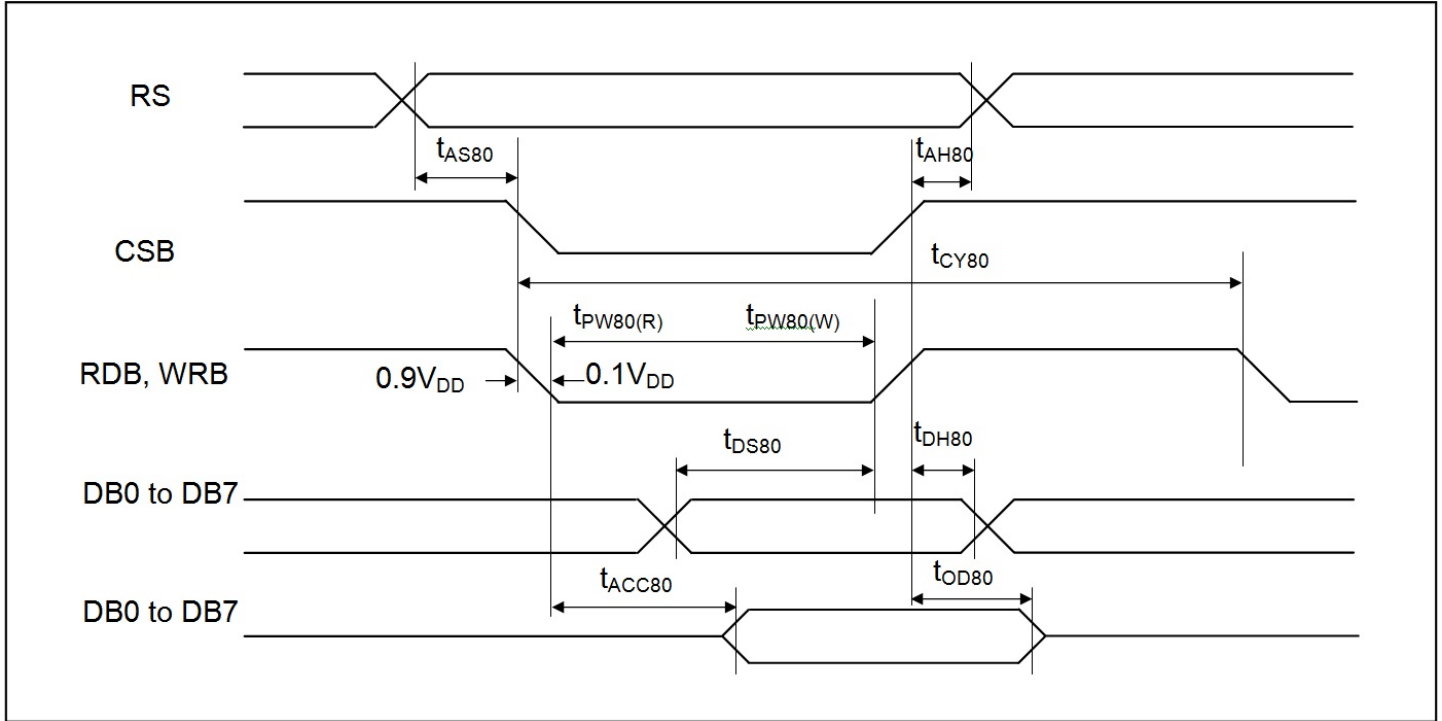 RS
tAS80
tAH80
CSB
tCY80
tPW80(R)
tPW80(W)
RDB, WRB
0.9VDD
0.1VDD
tDS80
tDH80
DB0 to DB7
tACC80
tOD80
DB0 to DB7